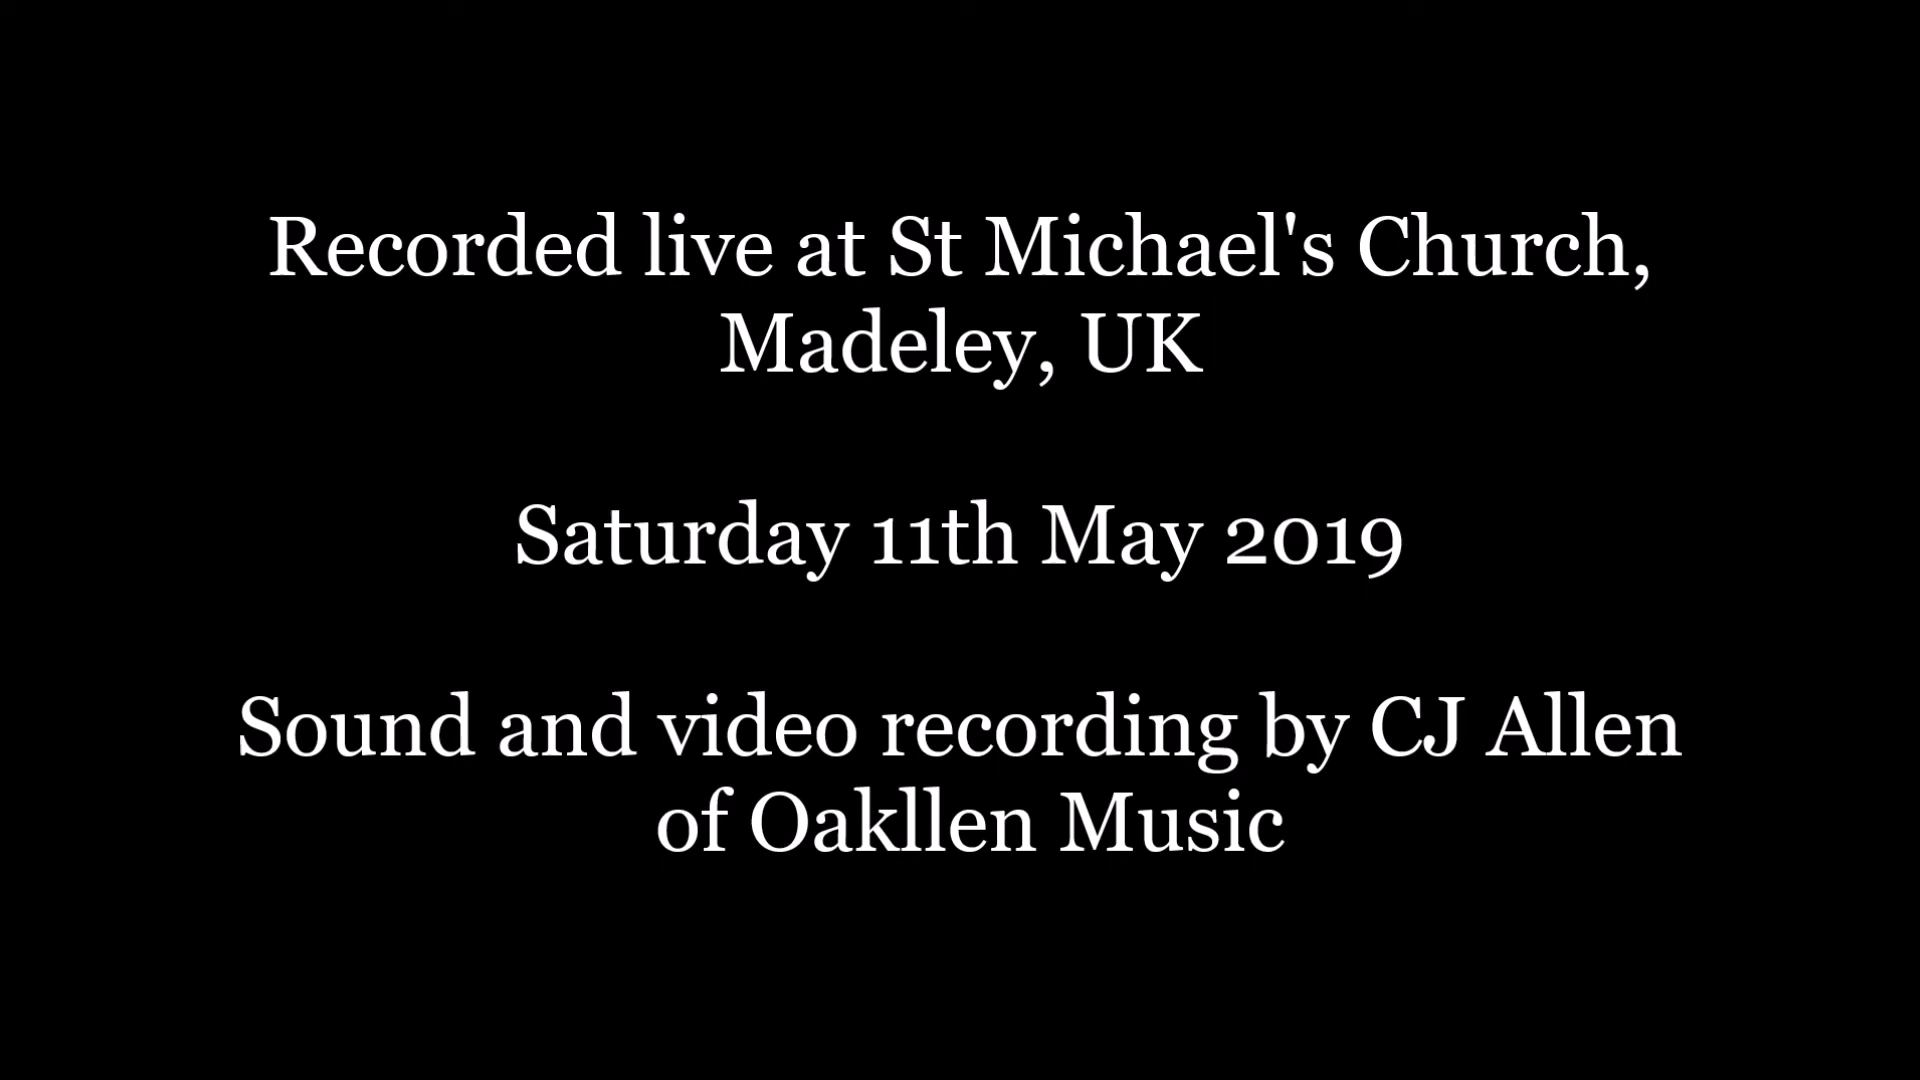 Recorded live at St Michael's Church,
Madeley, UK
Saturday 11th May 2019
Sound and video recording by CJ Allen
of Oakllen Music